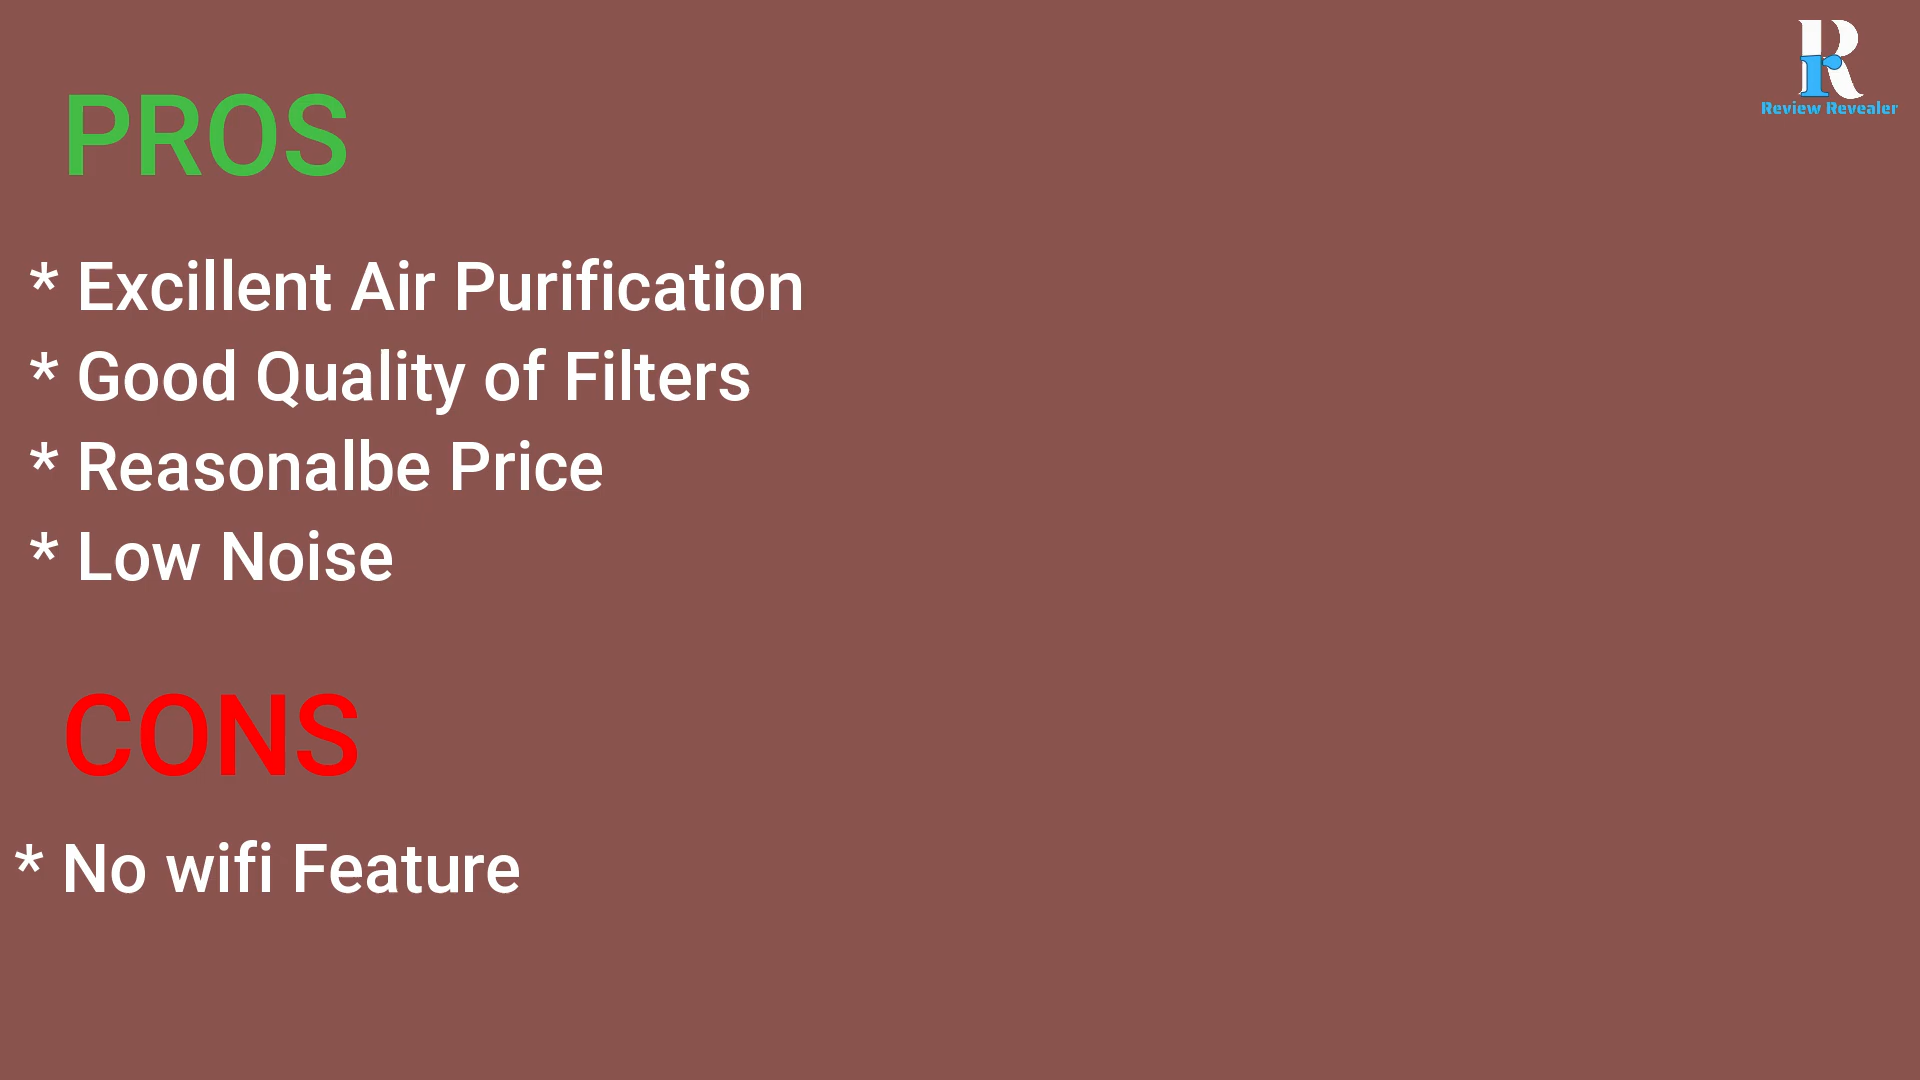 Review Revealer
PROS
* Excillent Air Purification
* Good Quality of Filters
* Reasonalbe Price
* Low Noise
CONS
* No wifi Feature